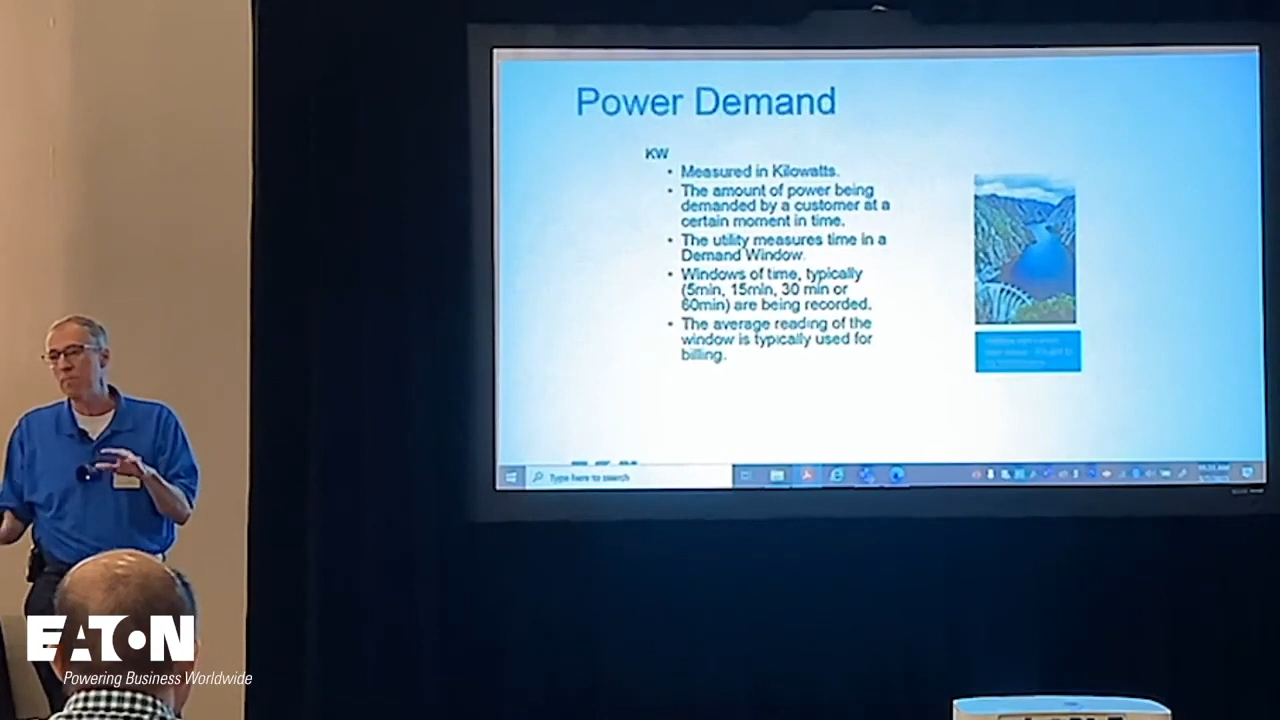 Power Demand
KW
• Measured in Kilowatts.
• The amount of power being
demanded by a customer at a
certain moment in time.
• The utility measures time in a
Demand Window.
• Windows of time, typically
(5min, 15min, 30 min or
60min) are being recorded.
• The average reading of the
window is typically used for
billing.
Type here to search
EATON
Powering Business Worldwide